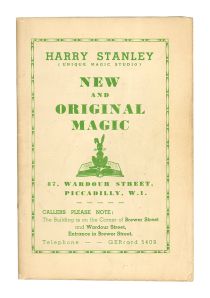 HARRY STANLEY
(UNIQUE MAGIC STUDIO)
NEW
AND
ORIGINAL
MAGIC
87, WARDOUR STREET,
PICCADILLY, W.1.
CALLERS PLEASE NOTE:
The Building is on the Corner of Brewer Street
and Wardour Street,
Entrance in Brewer Street.
Telephone — — GERrard 5409